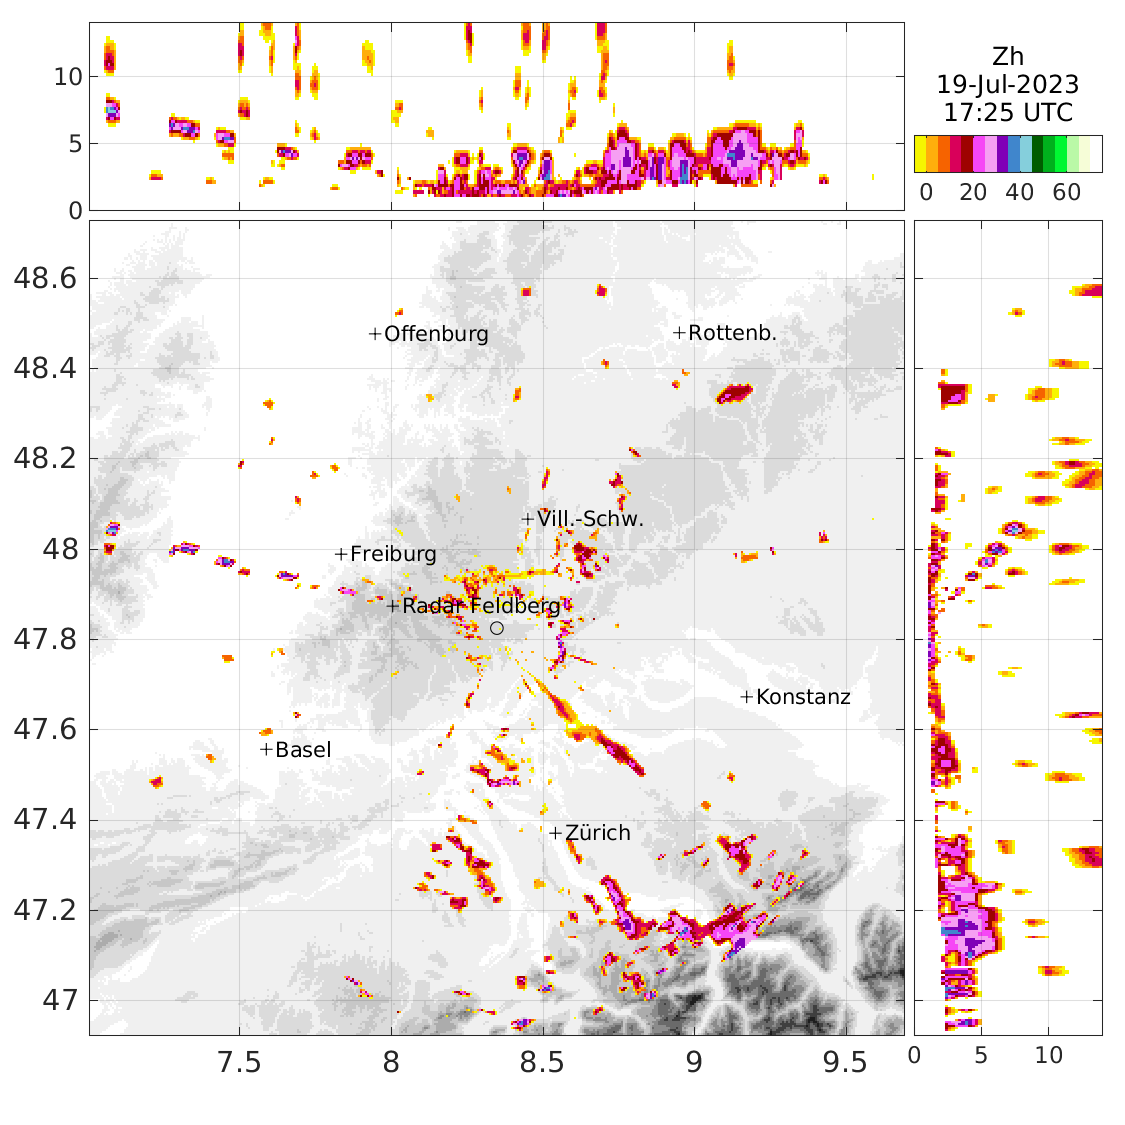 10
5
0
Zh
19-Jul-2023
17:25 UTC
0 20 40 60
48.6
48.4
48.2
48
47.8
47.6
47.4
47.2
47
+Offenburg
+Rottenb.
+Vill.-Schw.
+Freiburg
+Radar Feldberg
+Konstanz
+Basel
+Zürich
7.5 8 8.5 9 9.5
0 5 10